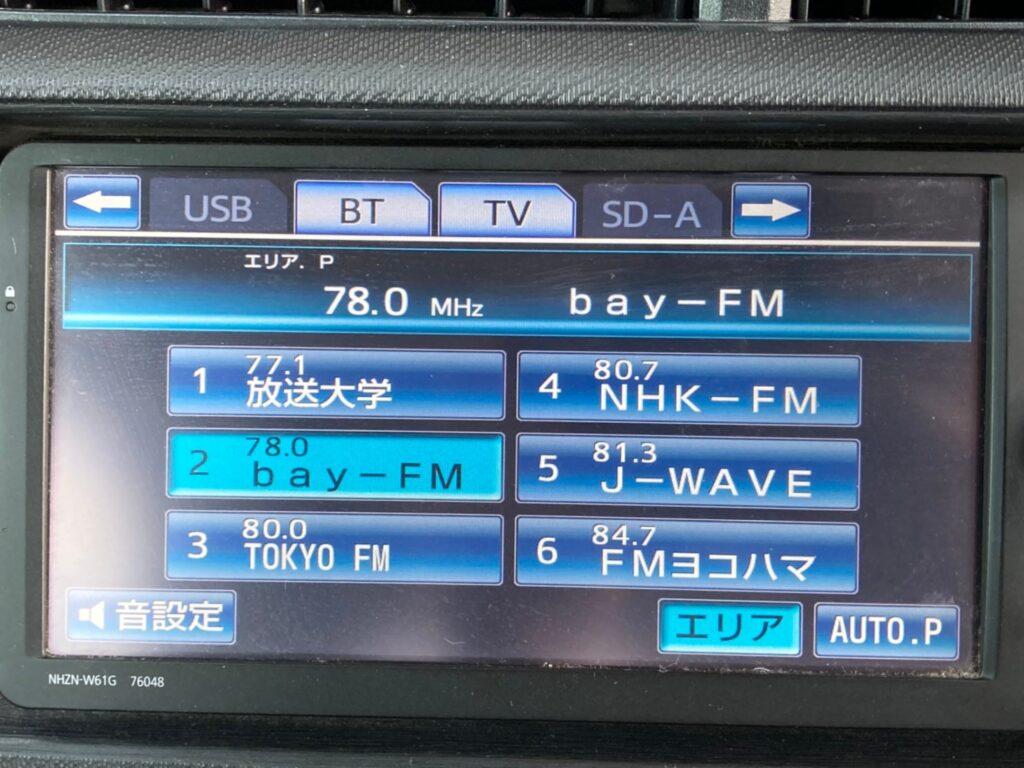 USB BT TV SD-A
エリア. P
78.0 MHz bay-FM
1 77.1 放送大学
4 80.7 NHK-FM
2 78.0 bay-FM
5 81.3 J-WAVE
3 80.0 TOKYO FM
6 84.7 FMヨコハマ
音設定 エリア AUTO.P
NHZN-W61G 76048